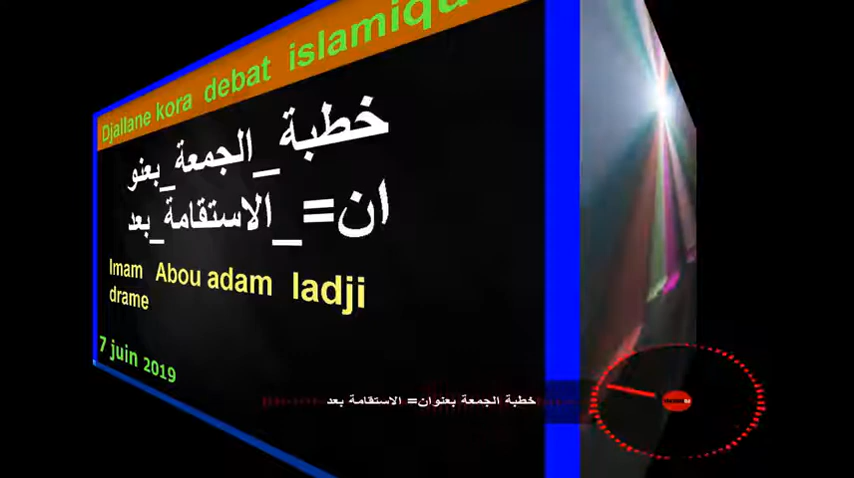 Djallane kora debat islamiqu
خطبة_الجمعة_بعنو
ان=_الاستقامة_بعد
Imam Abou adam ladji
drame
7 juin 2019
خطبة الجمعة بعنوان= الاستقامة بعد